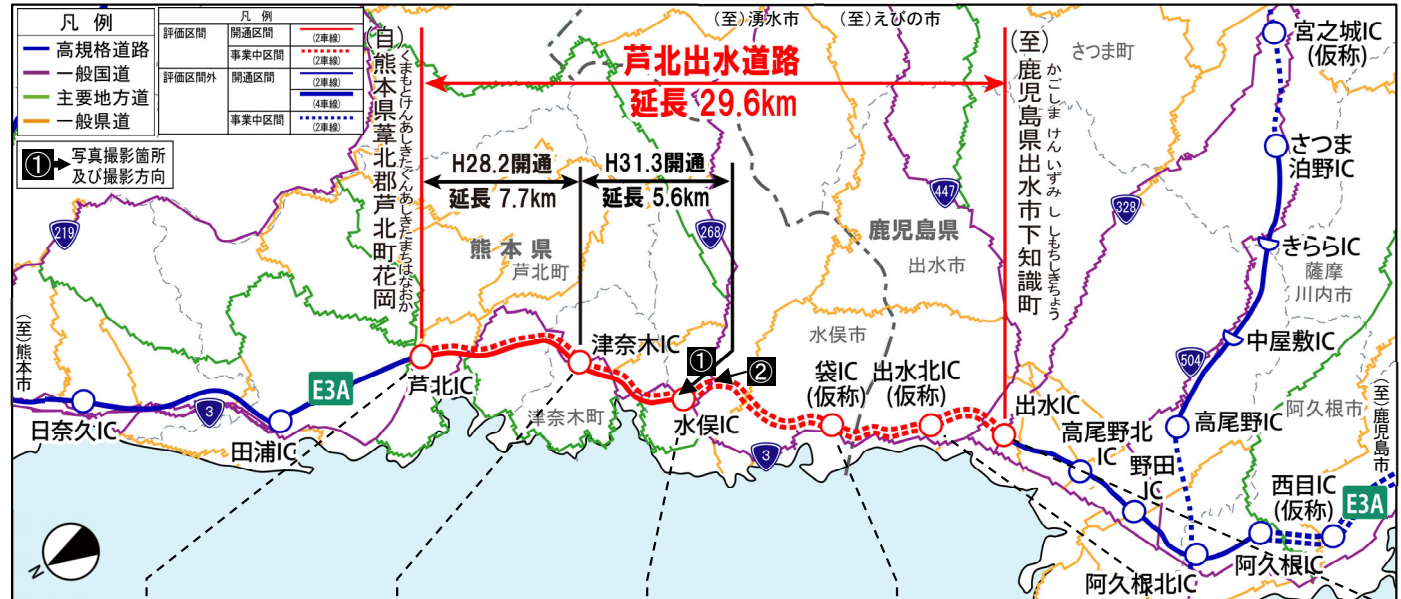 凡 例
高規格道路
一般国道
主要地方道
一般県道
凡 例
評価区間
開通区間
(2車線)
事業中区間
(2車線)
評価区間外
開通区間
(2車線)
(4車線)
事業中区間
(2車線)
①
写真撮影箇所
及び撮影方向
(自)熊本県葦北郡芦北町花岡
くまもとけんあしきたぐんあしきたまちはなおか
芦北出水道路
延長 29.6km
H28.2開通
延長 7.7km
H31.3開通
延長 5.6km
(至)湧水市
(至)えびの市
(至)鹿児島県出水市下知識町
かごしま けん いずみ し しもちしきちょう
さつま町
宮之城IC
(仮称)
さつま
泊野IC
きららIC
薩摩
川内市
中屋敷IC
219
268
447
328
504
熊本県
芦北町
鹿児島県
出水市
水俣市
(至)熊本市
日奈久IC
3
田浦IC
E3A
芦北IC
津奈木IC
津奈木町
①
②
水俣IC
3
袋IC
(仮称)
出水北IC
(仮称)
出水IC
高尾野北
IC
野田
IC
高尾野IC
阿久根市
(至)鹿児島市
西目IC
(仮称)
E3A
阿久根IC
阿久根北IC
N